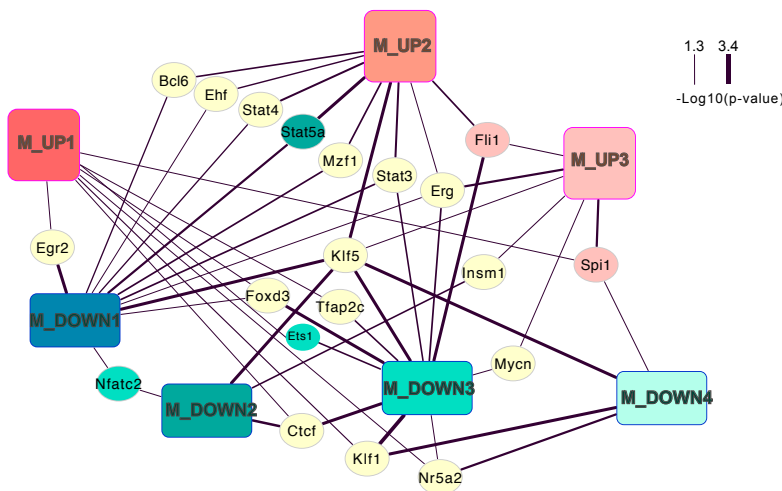 M_UP2
1.3 3.4
-Log10(p-value)
Bcl6
Ehf
Stat4
Stat5a
Mzf1
Stat3
Fli1
M_UP1
M_UP3
Erg
Egr2
Klf5
Insm1
Spi1
Foxd3
Tfap2c
M_DOWN1
Ets1
Nfatc2
M_DOWN2
M_DOWN3
Mycn
M_DOWN4
Ctcf
Klf1
Nr5a2